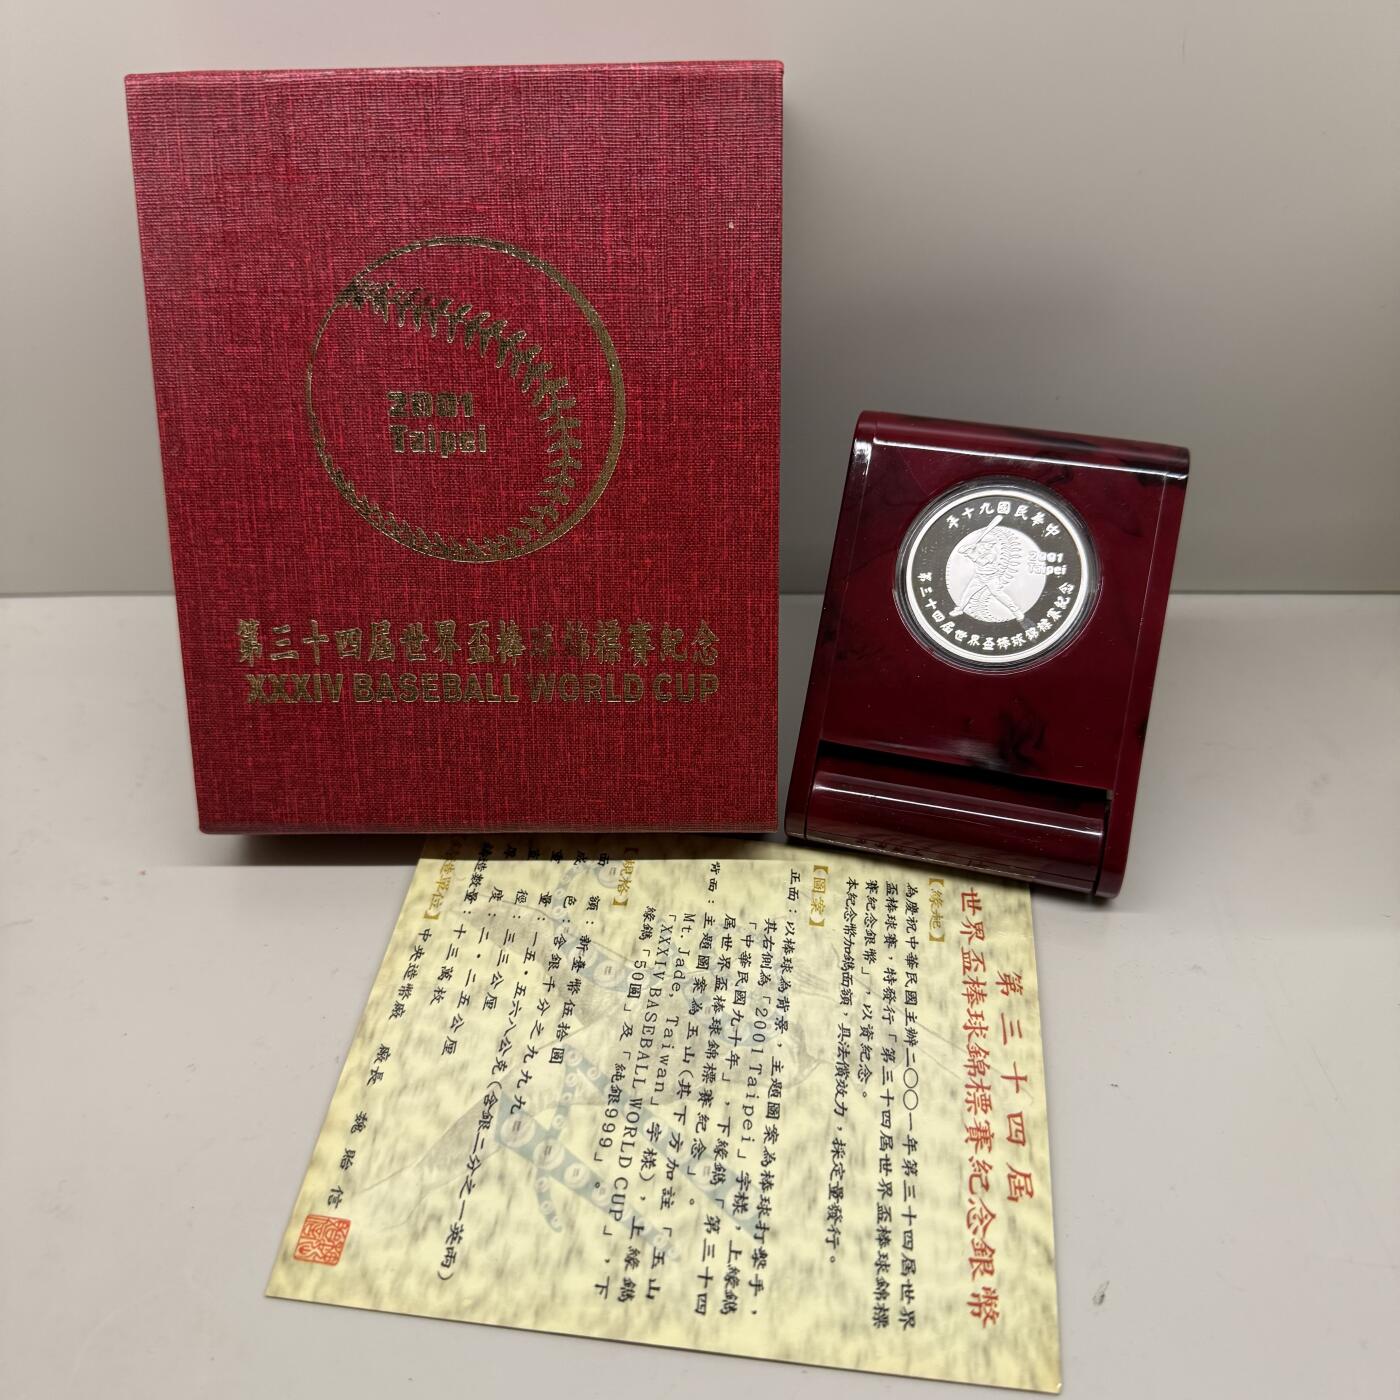 2001
Taipei
第三十四屆世界盃棒球錦標賽紀念
XXXIV BASEBALL WORLD CUP
年十九國民華中
2001
Taipei
第三十四屆世界盃棒球錦標賽紀念
第三十四屆
世界盃棒球錦標賽紀念銀幣
【緣起】
為慶祝中華民國主辦二〇〇一年第三十四屆世界
盃棒球賽,特發行「第三十四屆世界盃棒球錦標
賽紀念銀幣」,以資紀念。
本紀念幣加鑄面額,具法償效力,採定量發行。
【圖案】
正面:以棒球為背景,主題圖案為棒球打擊手,
其右側為「2001Taipei」字樣,上緣鐫
「中華民國九十年」,下緣鐫「第三十四
屆世界盃棒球錦標賽紀念」。
背面:主題圖案為玉山(其下方加註「玉山
Mt. Jade, Taiwan」字樣),上緣鐫
「XXXIV BASEBALL WORLD CUP」,下
緣鐫「50圓」及「純銀999」。
【規格】
面 額:新臺幣伍拾圓
成 色:含銀千分之九九九
重 量:一五.五六八公克(含銀二分之一英兩)
直 徑:三三公厘
厚 度:二.二五公厘
鑄造數量:十三萬枚
【鑄造單位】中央造幣廠 廠長 魏 貽 信